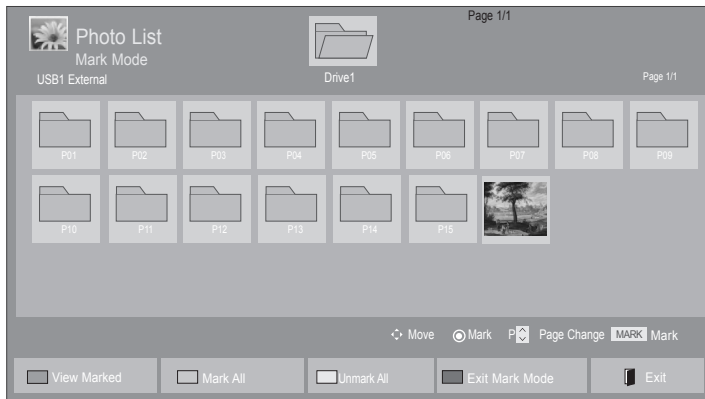 Page 1/1
Photo List
Mark Mode
USB1 External
Drive1
Page 1/1
P01 P02 P03 P04 P05 P06 P07 P08 P09
P10 P11 P12 P13 P14 P15
Move Mark P Page Change MARK Mark
View Marked Mark All Unmark All Exit Mark Mode Exit